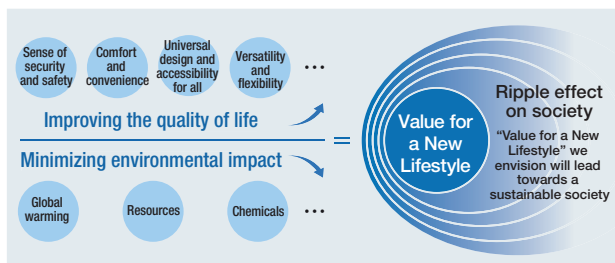 Sense of
security
and safety
Comfort
and
convenience
Universal
design and
accessibility
for all
Versatility
and
flexibility
...
Improving the quality of life
=
Minimizing environmental impact
Global
warming
Resources
Chemicals
...
Value for
a New
Lifestyle
Ripple effect
on society
“Value for a New
Lifestyle” we
envision will lead
towards a
sustainable society